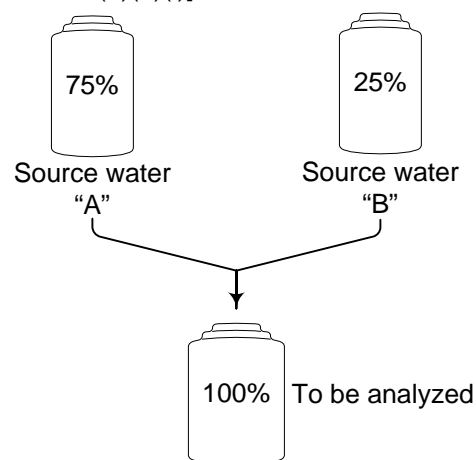 75%
25%
Source water
“A”
Source water
“B”
100%
To be analyzed